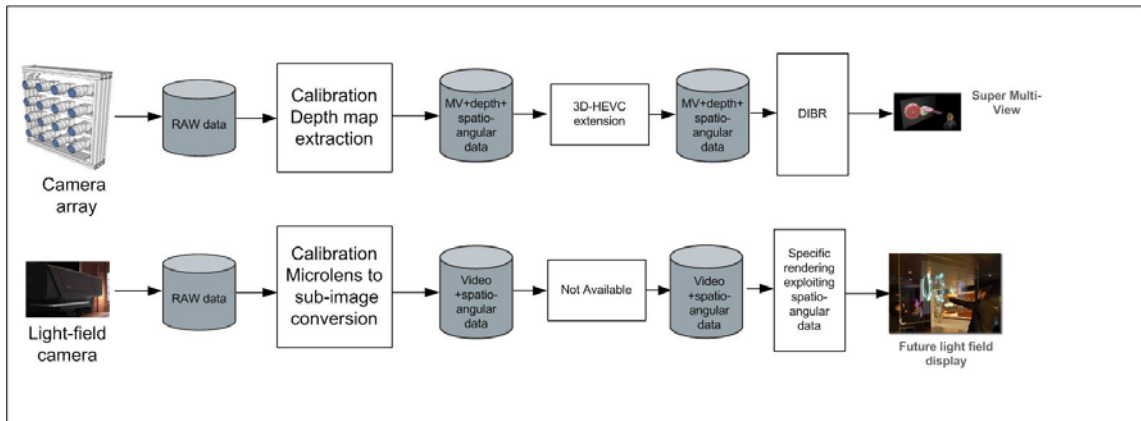 RAW data
Calibration
Depth map
extraction
MV+depth+
spatio-
angular
data
3D-HEVC
extension
MV+depth+
spatio-
angular
data
DIBR
Super Multi-
View
Camera
array
RAW data
Calibration
Microlens to
sub-image
conversion
Video
+spatio-
angular
data
Not Available
Video
+spatio-
angular
data
Specific
rendering
exploiting
spatio-
angular
data
Light-field
camera
Future light field
display